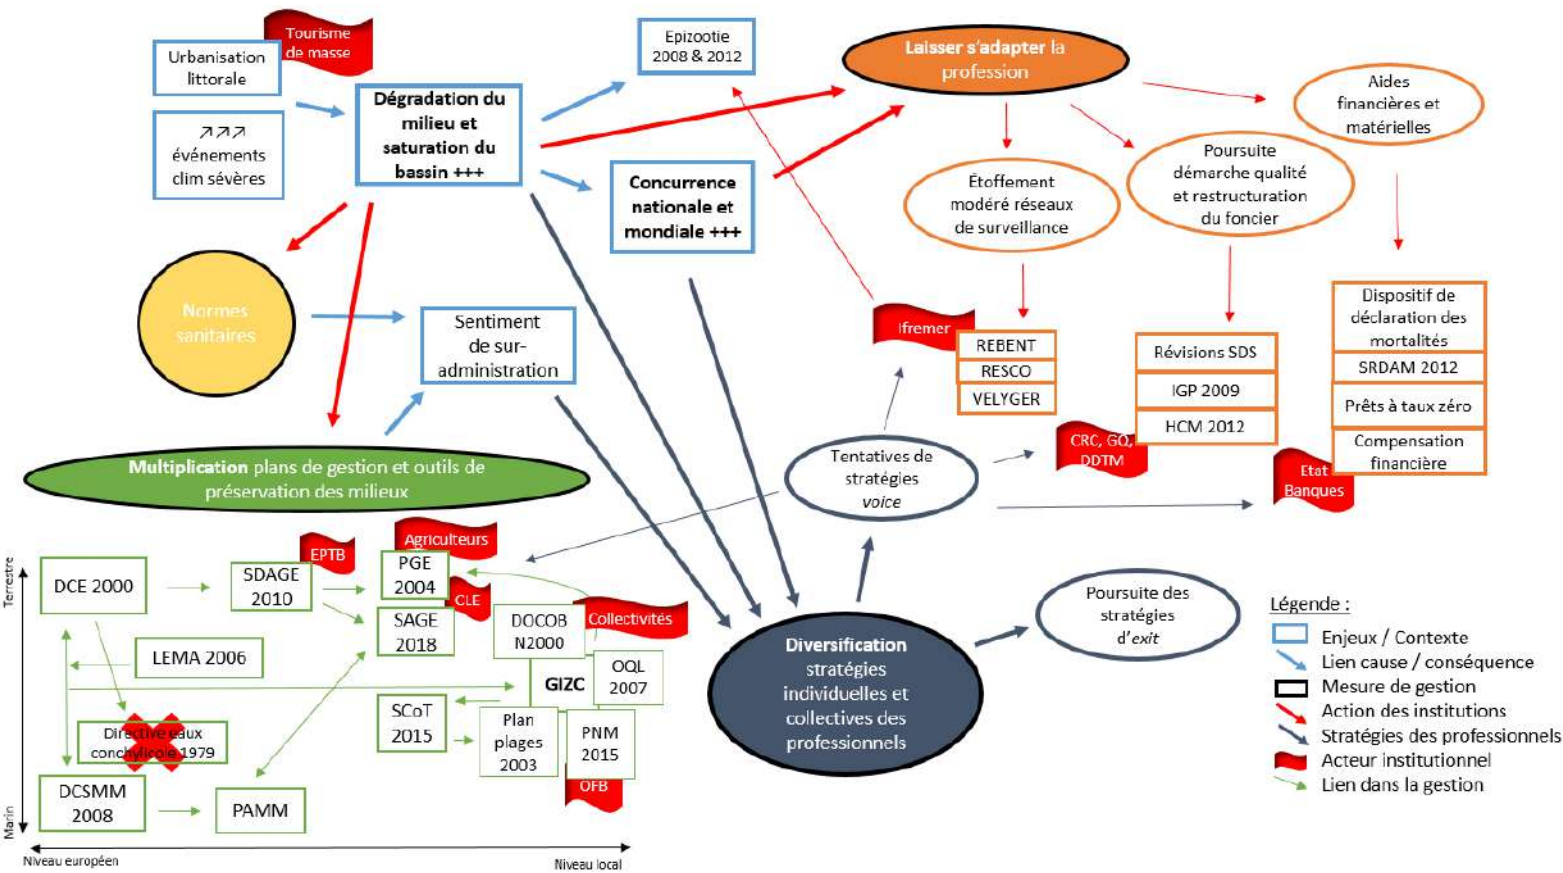 Tourisme
de masse
Urbanisation
littorale
↗↗↗
événements
clim sévères
Dégradation du
milieu et
saturation du
bassin +++
Epizootie
2008 & 2012
Concurrence
nationale et
mondiale +++
Laisser s'adapter la
profession
Aides
financières et
matérielles
Étoffement
modéré réseaux
de surveillance
Poursuite
démarche qualité
et restructuration
du foncier
Normes
sanitaires
Sentiment
de sur-
administration
Ifremer
REBENT
RESCO
VELYGER
Révisions SDS
IGP 2009
HCM 2012
Dispositif de
déclaration des
mortalités
SRDAM 2012
Prêts à taux zéro
Compensation
financière
CRC, GQ,
DDTM
Etat
Banques
Multiplication plans de gestion et outils de
préservation des milieux
Tentatives de
stratégies
voice
Terrestre
Marin
DCE 2000
EPTB
SDAGE
2010
Agriculteurs
PGE
2004
CLE
SAGE
2018
LEMA 2006
DOCOB
N2000
Collectivités
GIZC
OQL
2007
SCoT
2015
Plan
plages
2003
PNM
2015
OFB
Directive eaux
conchylicole 1979
DCSMM
2008
PAMM
Niveau européen
Niveau local
Diversification
stratégies
individuelles et
collectives des
professionnels
Poursuite des
stratégies
d'exit
Légende :
Enjeux / Contexte
Lien cause / conséquence
Mesure de gestion
Action des institutions
Stratégies des professionnels
Acteur institutionnel
Lien dans la gestion